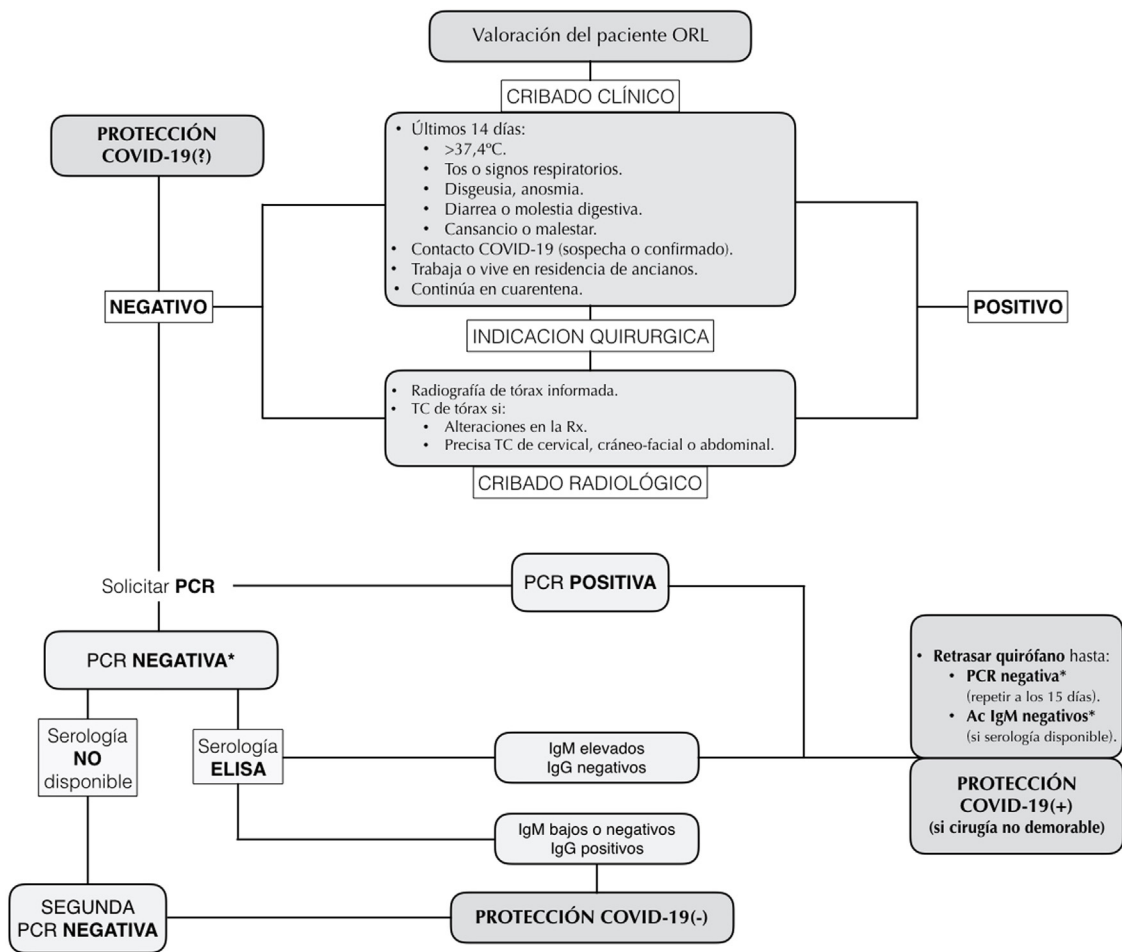 Valoración del paciente ORL
CRIBADO CLÍNICO
PROTECCIÓN
COVID-19(?)
• Últimos 14 días:
• >37,4ºC.
• Tos o signos respiratorios.
• Disgeusia, anosmia.
• Diarrea o molestia digestiva.
• Cansancio o malestar.
• Contacto COVID-19 (sospecha o confirmado).
• Trabaja o vive en residencia de ancianos.
• Continúa en cuarentena.
NEGATIVO
POSITIVO
INDICACION QUIRURGICA
• Radiografía de tórax informada.
• TC de tórax si:
• Alteraciones en la Rx.
• Precisa TC de cervical, cráneo-facial o abdominal.
CRIBADO RADIOLÓGICO
Solicitar PCR
PCR POSITIVA
PCR NEGATIVA*
• Retrasar quirófano hasta:
• PCR negativa*
(repetir a los 15 días).
• Ac IgM negativos*
(si serología disponible).
Serología
NO
disponible
Serología
ELISA
IgM elevados
IgG negativos
PROTECCIÓN
COVID-19(+)
(si cirugía no demorable)
IgM bajos o negativos
IgG positivos
SEGUNDA
PCR NEGATIVA
PROTECCIÓN COVID-19(-)